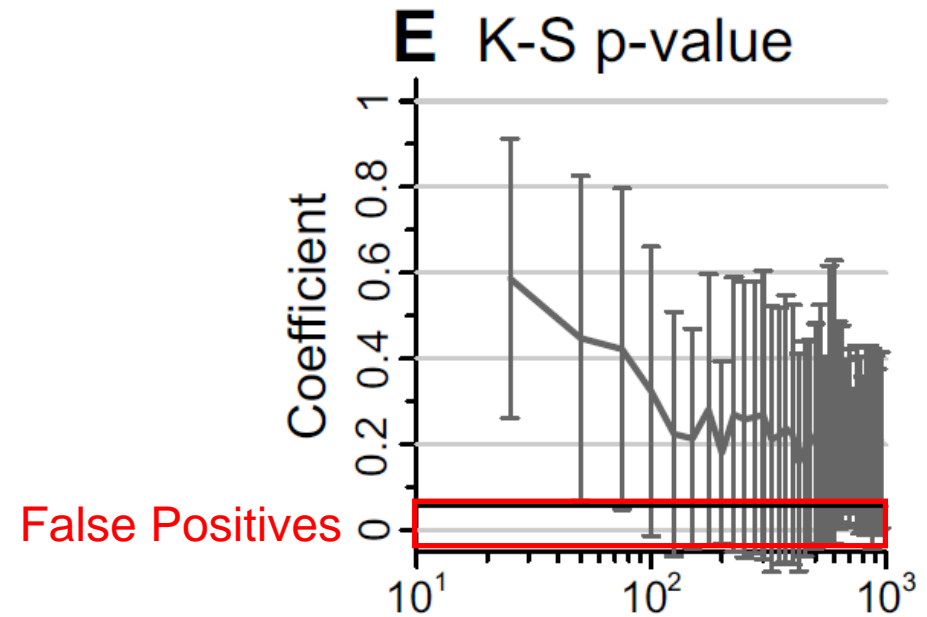 E K-S p-value
Coefficient
1
0.8
0.6
0.4
0.2
0
False Positives
10¹ 10² 10³